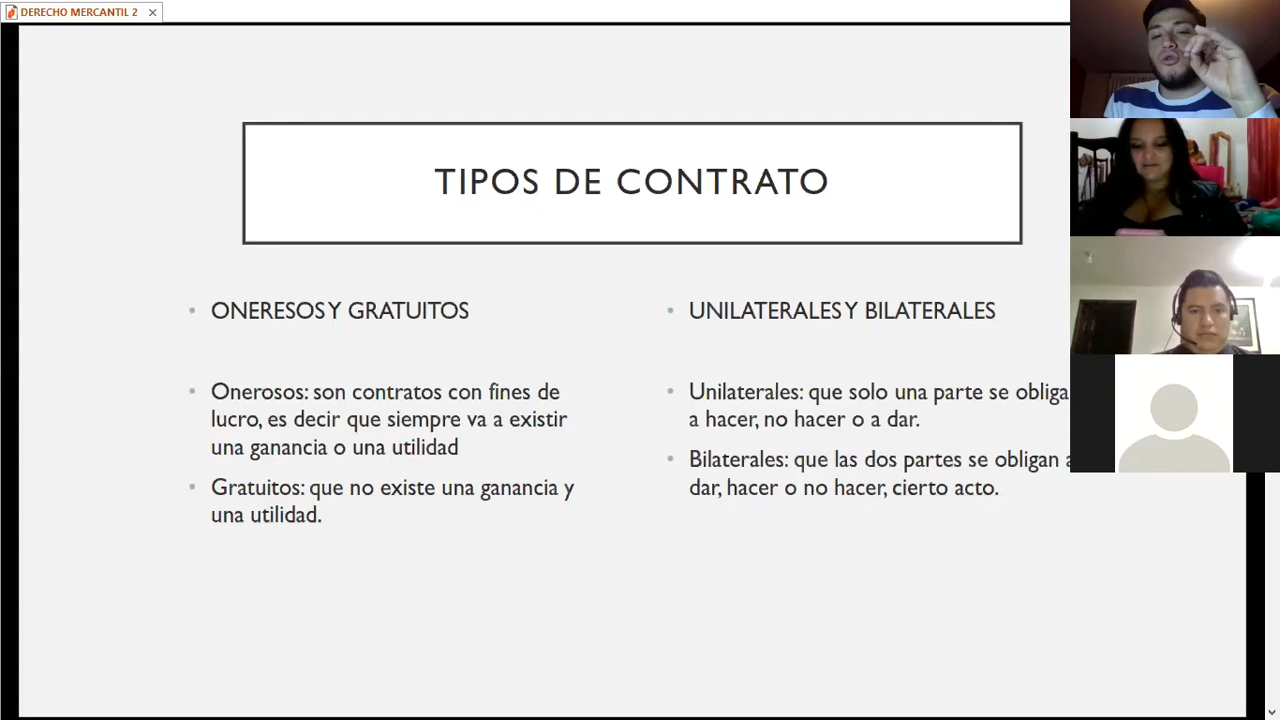 DERECHO MERCANTIL 2
TIPOS DE CONTRATO
• ONERESOS Y GRATUITOS
• Onerosos: son contratos con fines de
lucro, es decir que siempre va a existir
una ganancia o una utilidad
• Gratuitos: que no existe una ganancia y
una utilidad.
• UNILATERALES Y BILATERALES
• Unilaterales: que solo una parte se obliga
a hacer, no hacer o a dar.
• Bilaterales: que las dos partes se obligan a
dar, hacer o no hacer, cierto acto.